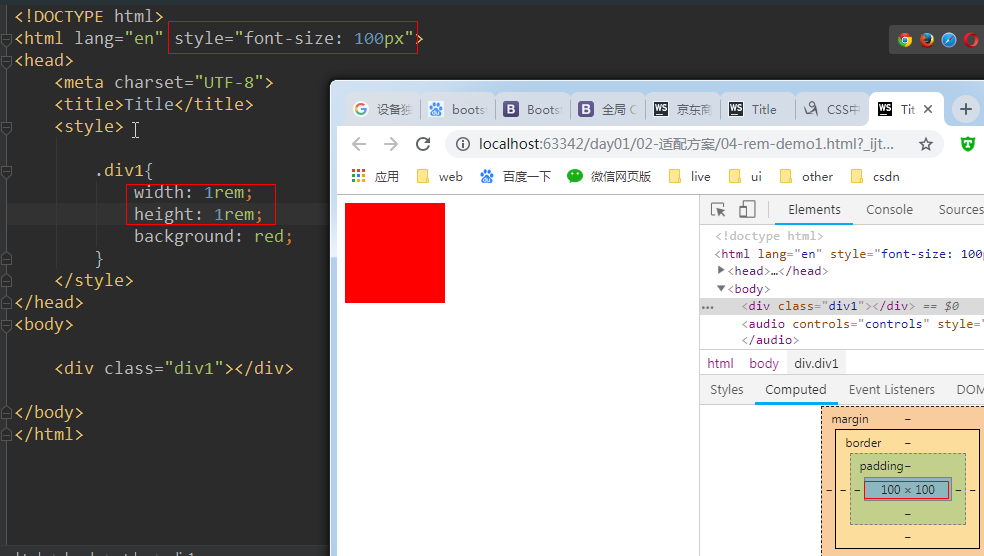 <!DOCTYPE html>
<html lang="en" style="font-size: 100px">
<head>
<meta charset="UTF-8">
<title>Title</title>
<style>
.div1{
width: 1rem;
height: 1rem;
background: red;
}
</style>
</head>
<body>
<div class="div1"></div>
</body>
</html>
设备独
boots
Boots
全局 C
京东商
Title
CSS中
Tit
localhost:63342/day01/02-适配方案/04-rem-demo1.html?_ijt...
应用 web 百度一下 微信网页版 live ui other csdn
Elements Console Sources
<!doctype html>
<html lang="en" style="font-size: 100p
<head>…</head>
<body>
<div class="div1"></div> == $0
<audio controls="controls" style="
</audio>
html body div.div1
Styles Computed Event Listeners DOM
margin –
border –
padding –
– – – 100 × 100 – – –
–
–